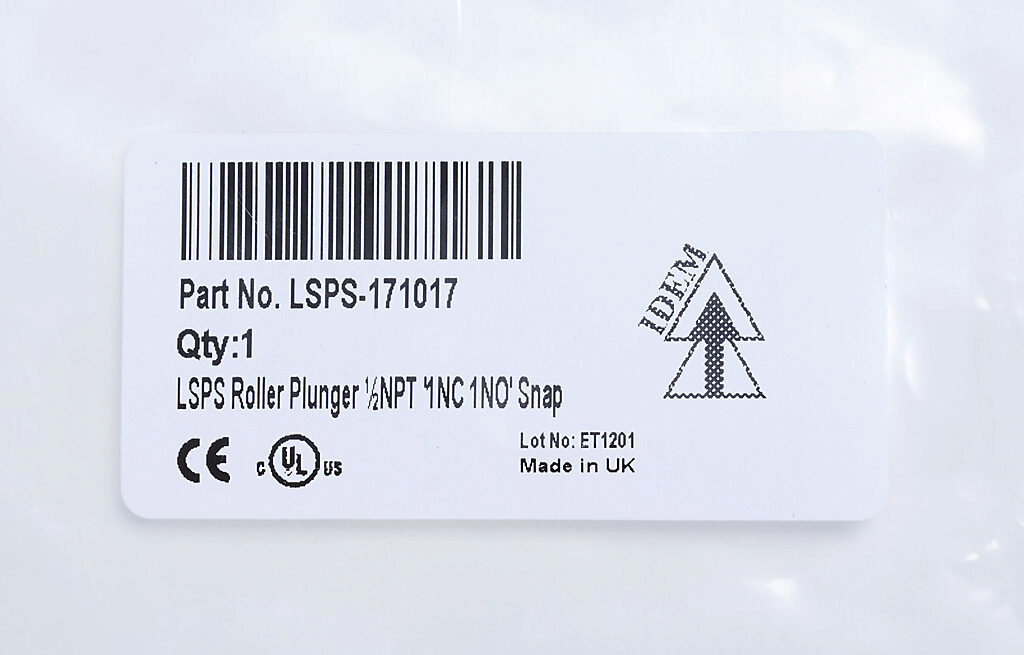 Part No. LSPS-171017
Qty:1
LSPS Roller Plunger ½NPT '1NC 1NO' Snap
CE
C UL US
Lot No: ET1201
Made in UK
IDEM